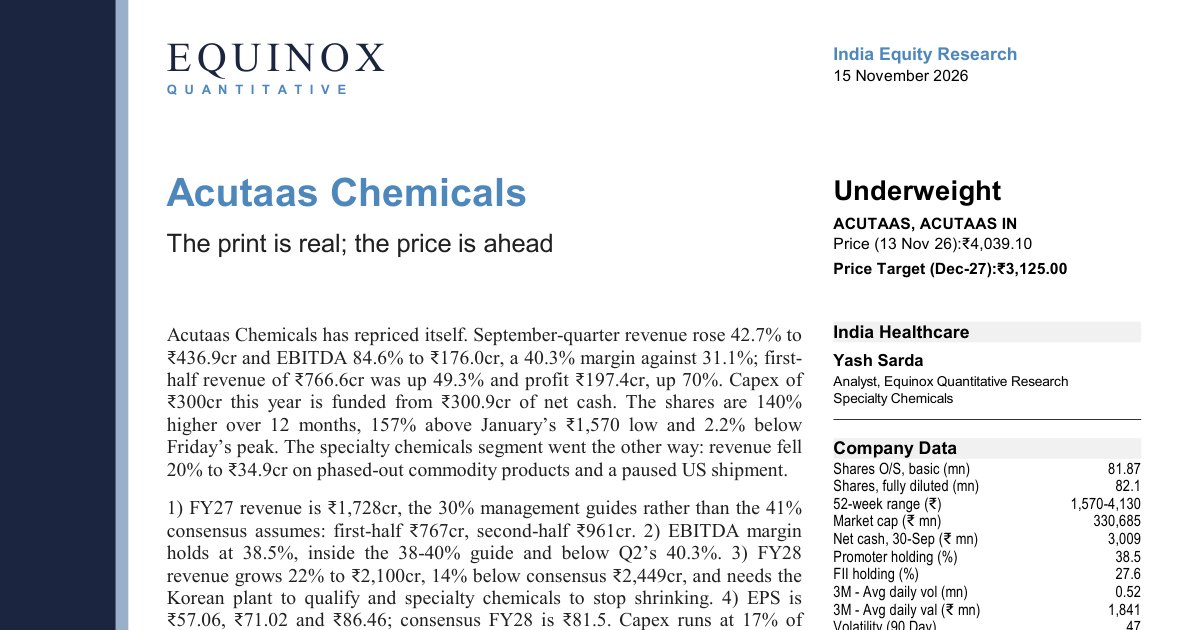 EQUINOX
QUANTITATIVE
India Equity Research
15 November 2026
Acutaas Chemicals
The print is real; the price is ahead
Underweight
ACUTAAS, ACUTAAS IN
Price (13 Nov 26):₹4,039.10
Price Target (Dec-27):₹3,125.00
Acutaas Chemicals has repriced itself. September-quarter revenue rose 42.7% to
₹436.9cr and EBITDA 84.6% to ₹176.0cr, a 40.3% margin against 31.1%; first-
half revenue of ₹766.6cr was up 49.3% and profit ₹197.4cr, up 70%. Capex of
₹300cr this year is funded from ₹300.9cr of net cash. The shares are 140%
higher over 12 months, 157% above January's ₹1,570 low and 2.2% below
Friday's peak. The specialty chemicals segment went the other way: revenue fell
20% to ₹34.9cr on phased-out commodity products and a paused US shipment.
1) FY27 revenue is ₹1,728cr, the 30% management guides rather than the 41%
consensus assumes: first-half ₹767cr, second-half ₹961cr. 2) EBITDA margin
holds at 38.5%, inside the 38-40% guide and below Q2's 40.3%. 3) FY28
revenue grows 22% to ₹2,100cr, 14% below consensus ₹2,449cr, and needs the
Korean plant to qualify and specialty chemicals to stop shrinking. 4) EPS is
₹57.06, ₹71.02 and ₹86.46; consensus FY28 is ₹81.5. Capex runs at 17% of
India Healthcare
Yash Sarda
Analyst, Equinox Quantitative Research
Specialty Chemicals
Company Data
Shares O/S, basic (mn) 81.87
Shares, fully diluted (mn) 82.1
52-week range (₹) 1,570-4,130
Market cap (₹ mn) 330,685
Net cash, 30-Sep (₹ mn) 3,009
Promoter holding (%) 38.5
FII holding (%) 27.6
3M - Avg daily vol (mn) 0.52
3M - Avg daily val (₹ mn) 1,841
Volatility (90 Day) 47